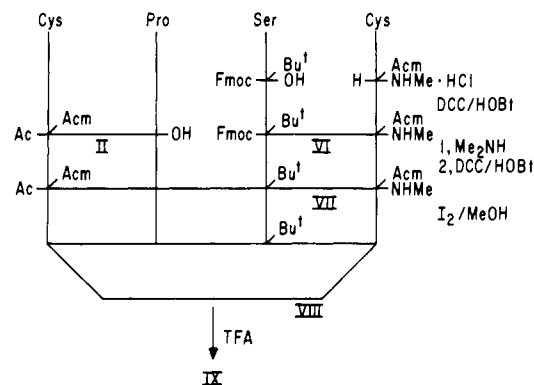 Cys Pro Ser Cys
Bu^t Acm
Fmoc OH H NHMe·HCl
DCC/HOBt
Acm Bu^t Acm
Ac OH Fmoc NHMe
II VI 1, Me₂NH
2, DCC/HOBt
Acm Bu^t Acm
Ac NHMe
VII
I₂/MeOH
Bu^t
VIII
TFA
IX